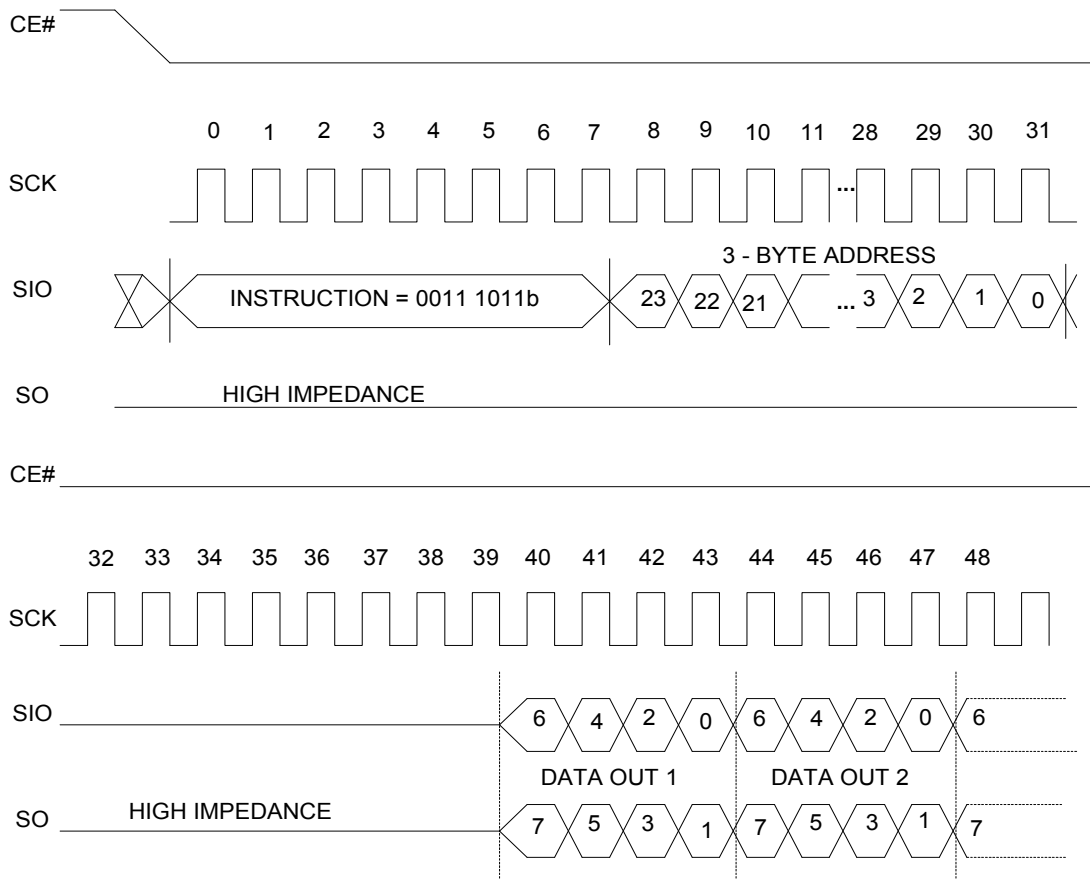 CE#
0 1 2 3 4 5 6 7 8 9 10 11 28 29 30 31
SCK ...
3 - BYTE ADDRESS
SIO INSTRUCTION = 0011 1011b 23 22 21 ... 3 2 1 0
SO HIGH IMPEDANCE
CE#
32 33 34 35 36 37 38 39 40 41 42 43 44 45 46 47 48
SCK
SIO 6 4 2 0 6 4 2 0 6
DATA OUT 1 DATA OUT 2
SO HIGH IMPEDANCE 7 5 3 1 7 5 3 1 7